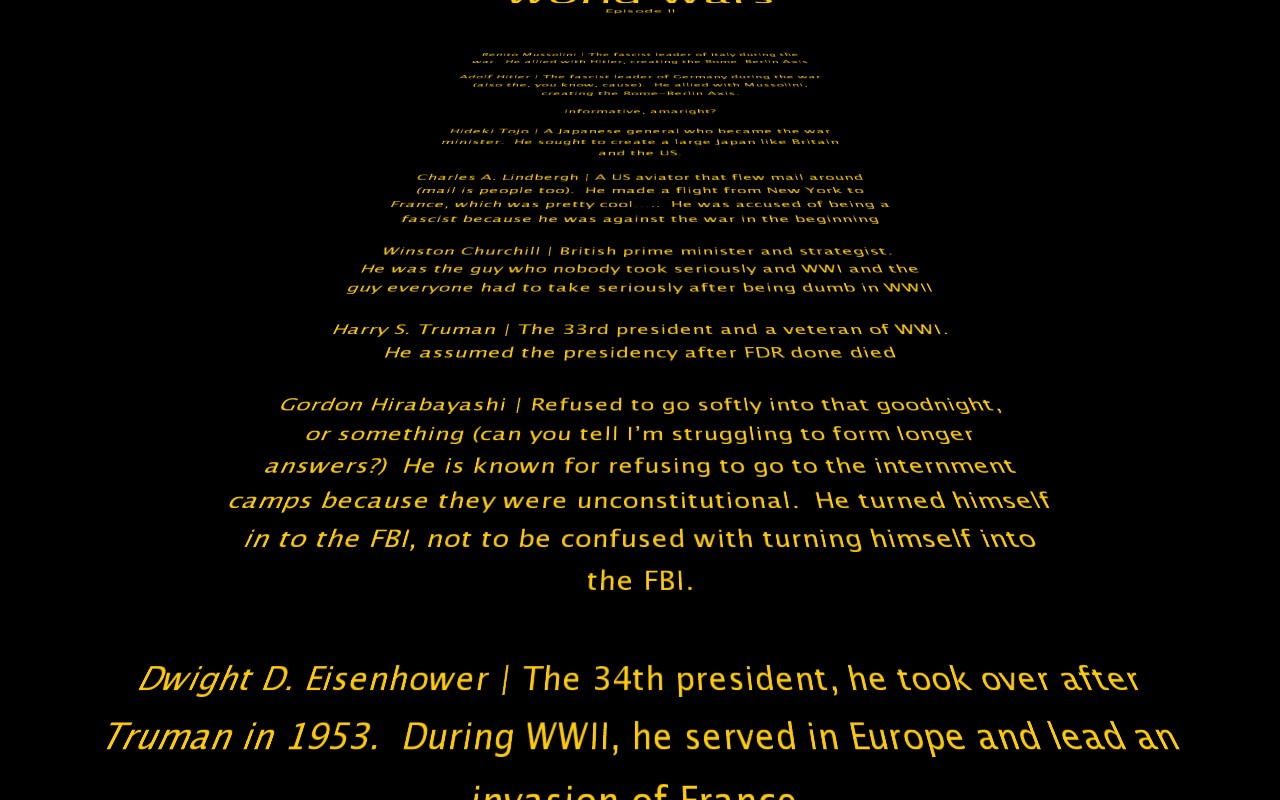 World Wars
Episode II
Benito Mussolini | The fascist leader of Italy during the
war. He allied with Hitler, creating the Rome-Berlin Axis
Adolf Hitler | The fascist leader of Germany during the war
(also the, you know, cause). He allied with Mussolini,
creating the Rome-Berlin Axis.
informative, amaright?
Hideki Tojo | A Japanese general who became the war
minister. He sought to create a large Japan like Britain
and the US.
Charles A. Lindbergh | A US aviator that flew mail around
(mail is people too). He made a flight from New York to
France, which was pretty cool ..... He was accused of being a
fascist because he was against the war in the beginning
Winston Churchill | British prime minister and strategist.
He was the guy who nobody took seriously and WWI and the
guy everyone had to take seriously after being dumb in WWII
Harry S. Truman | The 33rd president and a veteran of WWI.
He assumed the presidency after FDR done died
Gordon Hirabayashi | Refused to go softly into that goodnight,
or something (can you tell I'm struggling to form longer
answers?) He is known for refusing to go to the internment
camps because they were unconstitutional. He turned himself
in to the FBI, not to be confused with turning himself into
the FBI.
Dwight D. Eisenhower | The 34th president, he took over after
Truman in 1953. During WWII, he served in Europe and lead an
invasion of France